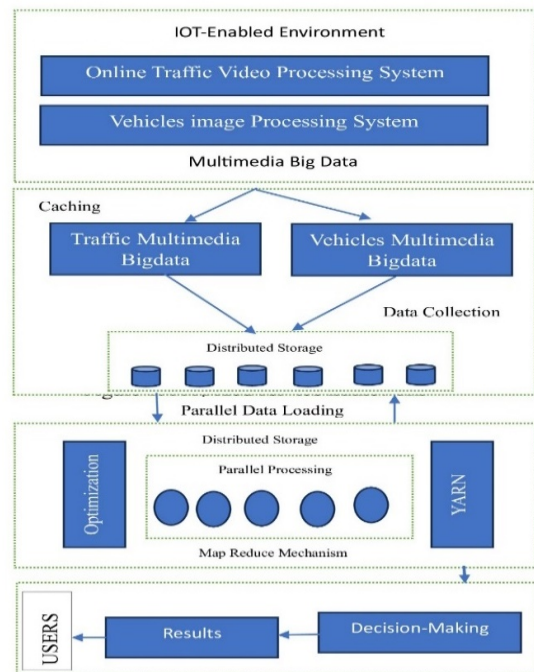 IOT-Enabled Environment
Online Traffic Video Processing System
Vehicles image Processing System
Multimedia Big Data
Caching
Traffic Multimedia
Bigdata
Vehicles Multimedia
Bigdata
Data Collection
Distributed Storage
Parallel Data Loading
Distributed Storage
Optimization
Parallel Processing
YARN
Map Reduce Mechanism
USERS
Results
Decision-Making